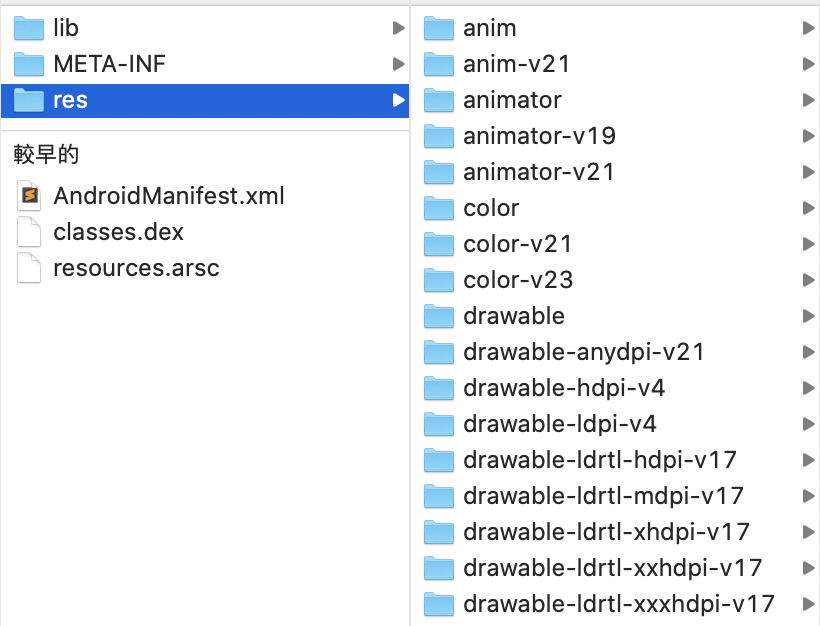 lib
META-INF
res
較早的
AndroidManifest.xml
classes.dex
resources.arsc
anim
anim-v21
animator
animator-v19
animator-v21
color
color-v21
color-v23
drawable
drawable-anydpi-v21
drawable-hdpi-v4
drawable-ldpi-v4
drawable-ldrtl-hdpi-v17
drawable-ldrtl-mdpi-v17
drawable-ldrtl-xhdpi-v17
drawable-ldrtl-xxhdpi-v17
drawable-ldrtl-xxxhdpi-v17